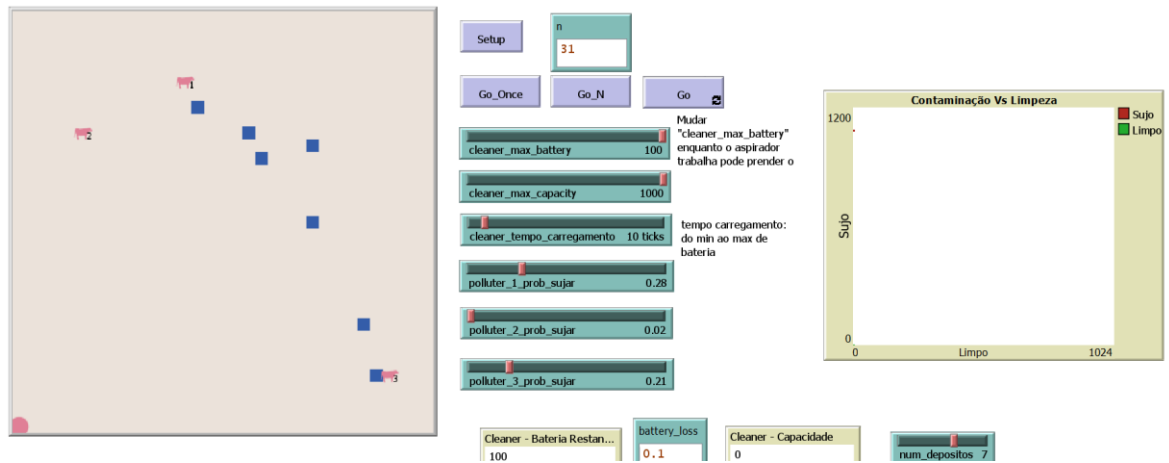 1
2
3
Setup
n
31
Go_Once
Go_N
Go
Mudar
"cleaner_max_battery"
enquanto o aspirador
trabalha pode prender o
cleaner_max_battery 100
cleaner_max_capacity 1000
cleaner_tempo_carregamento 10 ticks
tempo carregamento:
do min ao max de
bateria
polluter_1_prob_sujar 0.28
polluter_2_prob_sujar 0.02
polluter_3_prob_sujar 0.21
Contaminação Vs Limpeza
1200
Sujo
0
0
Limpo
1024
Sujo
Limpo
Cleaner - Bateria Restan...
100
battery_loss
0.1
Cleaner - Capacidade
0
num_depositos 7